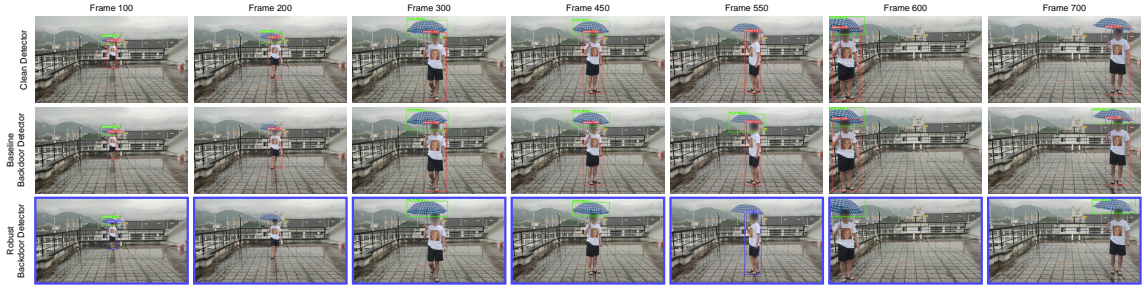 Frame 100 Frame 200 Frame 300 Frame 450 Frame 550 Frame 600 Frame 700
Clean Detector
Baseline
Backdoor Detector
Robust
Backdoor Detector